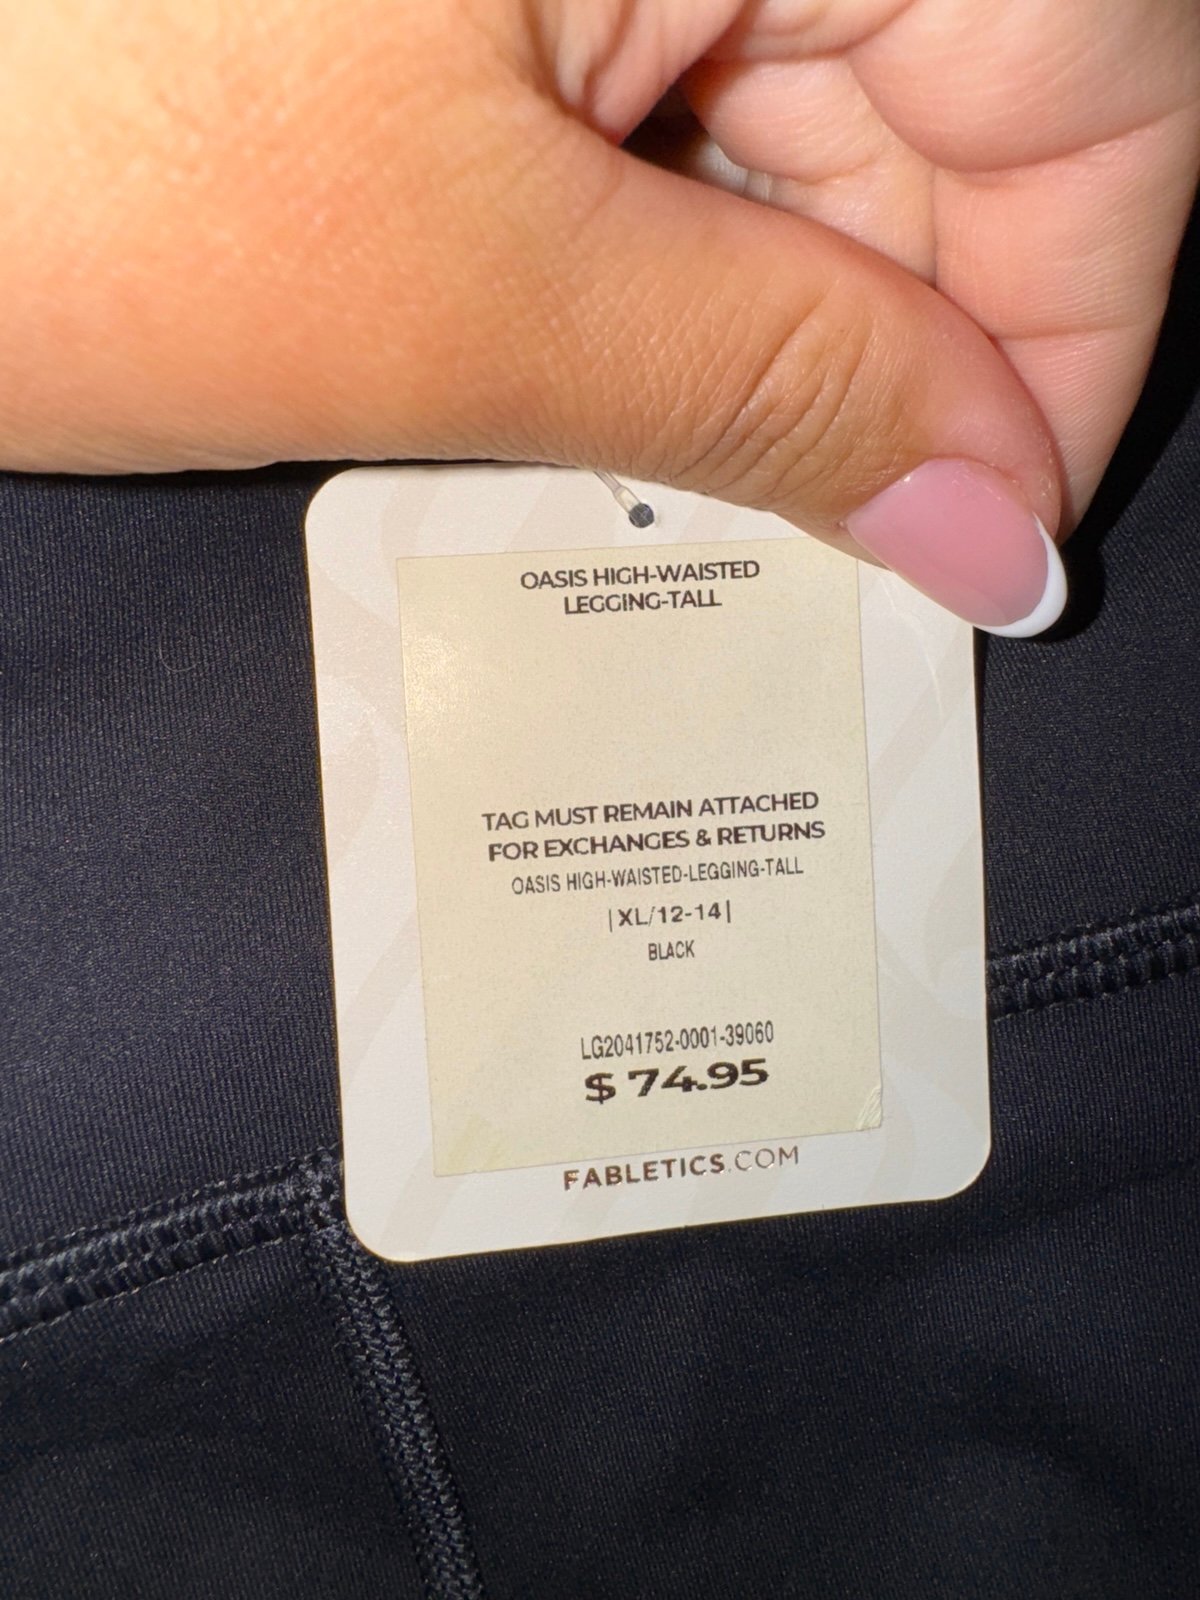 OASIS HIGH-WAISTED
LEGGING-TALL
TAG MUST REMAIN ATTACHED
FOR EXCHANGES & RETURNS
OASIS HIGH-WAISTED-LEGGING-TALL
|XL/12-14|
BLACK
LG2041752-0001-39060
$ 74.95
FABLETICS.COM